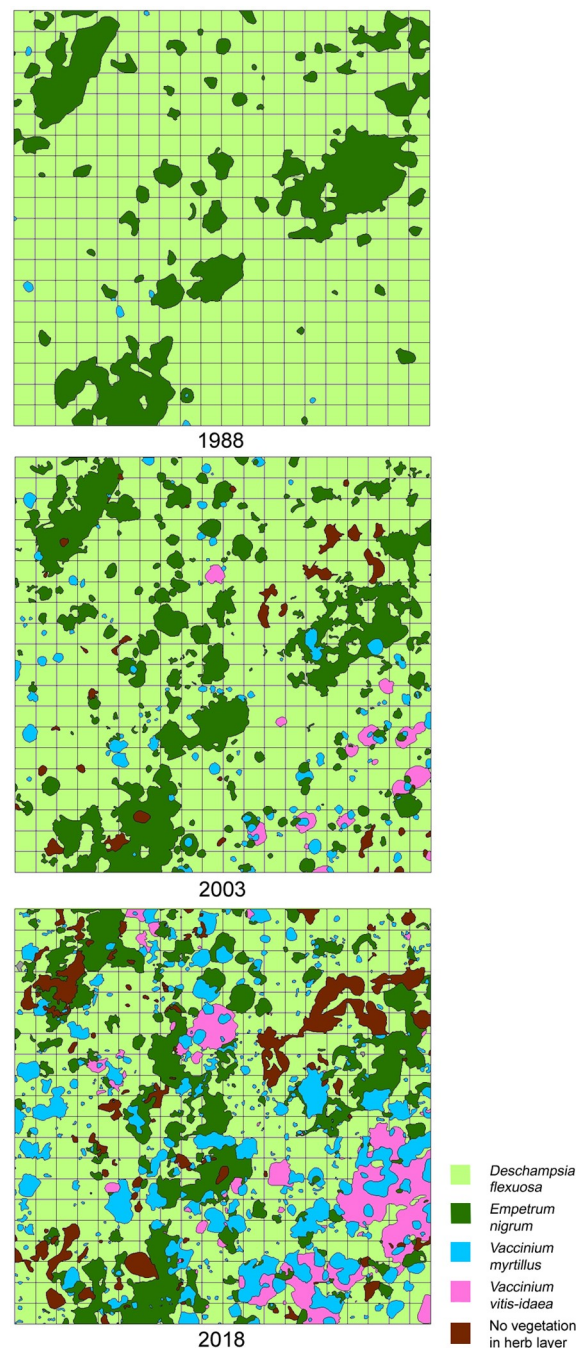 1988
2003
2018
Deschampsia
flexuosa
Empetrum
nigrum
Vaccinium
myrtillus
Vaccinium
vitis-idaea
No vegetation
in herb layer